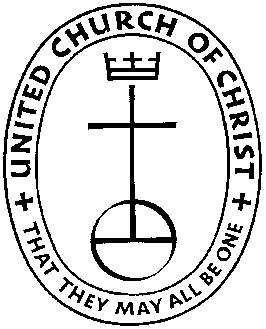 UNITED CHURCH OF CHRIST
THAT THEY MAY ALL BE ONE